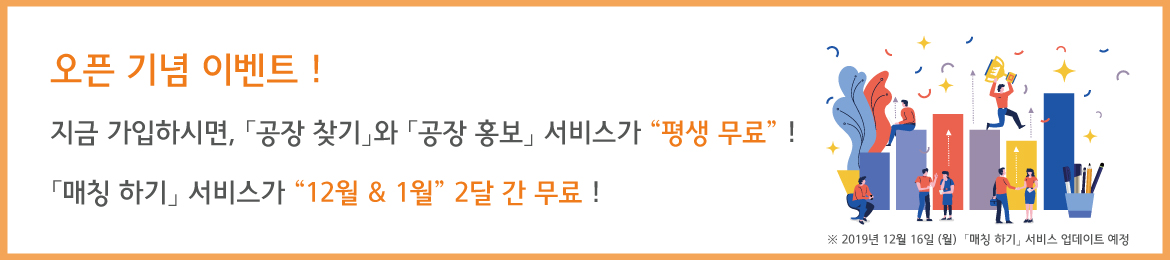 오픈 기념 이벤트 !
지금 가입하시면, 「공장 찾기」와 「공장 홍보」 서비스가 “평생 무료” !
「매칭 하기」 서비스가 “12월 & 1월” 2달 간 무료 !
※ 2019년 12월 16일 (월) 「매칭 하기」 서비스 업데이트 예정